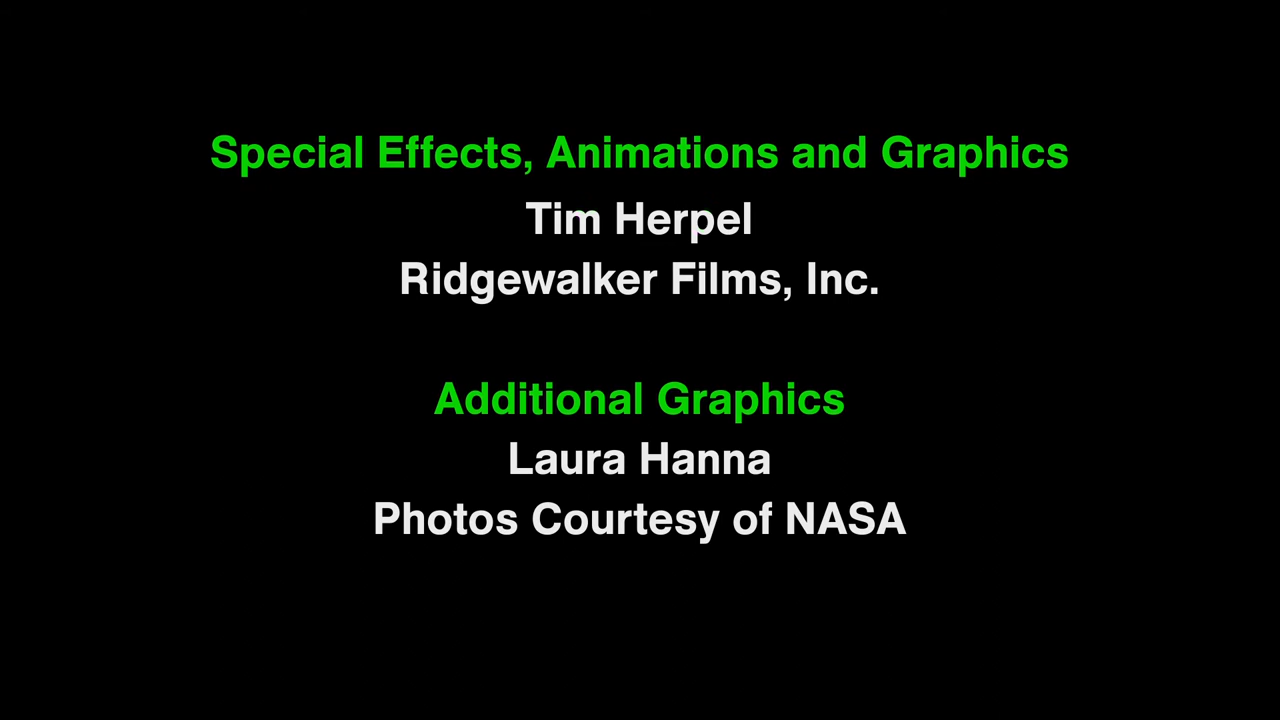 Special Effects, Animations and Graphics
Tim Herpel
Ridgewalker Films, Inc.
Additional Graphics
Laura Hanna
Photos Courtesy of NASA